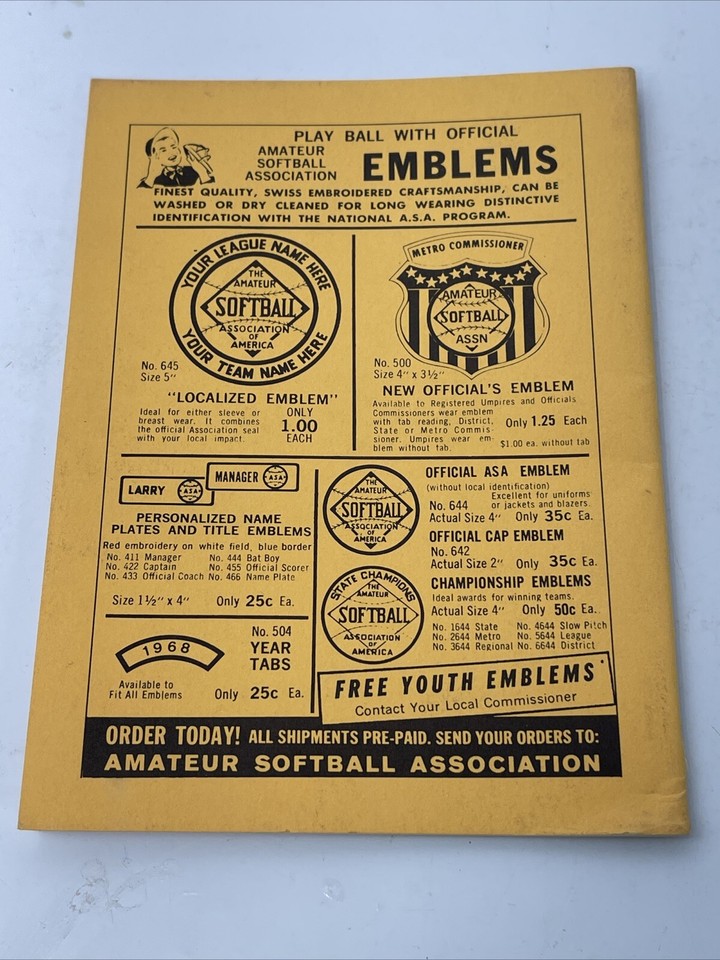 PLAY BALL WITH OFFICIAL
AMATEUR
SOFTBALL
ASSOCIATION
EMBLEMS
FINEST QUALITY, SWISS EMBROIDERED CRAFTSMANSHIP, CAN BE
WASHED OR DRY CLEANED FOR LONG WEARING DISTINCTIVE
IDENTIFICATION WITH THE NATIONAL A.S.A. PROGRAM.
YOUR LEAGUE NAME HERE
THE
AMATEUR
SOFTBALL
ASSOCIATION
OF
AMERICA
YOUR TEAM NAME HERE
No. 645
Size 5"
"LOCALIZED EMBLEM"
Ideal for either sleeve or
breast wear. It combines
the official Association seal
with your local impact.
ONLY
1.00
EACH
METRO COMMISSIONER
AMATEUR
SOFTBALL
ASSN
No. 500
Size 4" x 3½"
NEW OFFICIAL'S EMBLEM
Available to Registered Umpires and Officials
Commissioners wear emblem
with tab reading, District,
State or Metro Commis-
sioner. Umpires wear em-
blem without tab.
Only 1.25 Each
$1.00 ea. without tab
LARRY A.S.A.
MANAGER A.S.A.
PERSONALIZED NAME
PLATES AND TITLE EMBLEMS
Red embroidery on white field, blue border
No. 411 Manager No. 444 Bat Boy
No. 422 Captain No. 455 Official Scorer
No. 433 Official Coach No. 466 Name Plate
Size 1½" x 4" Only 25c Ea.
1968
No. 504
YEAR
TABS
Available to
Fit All Emblems
Only 25c Ea.
THE
AMATEUR
SOFTBALL
ASSOCIATION
OF
AMERICA
OFFICIAL ASA EMBLEM
(without local identification)
Excellent for uniforms
No. 644 or jackets and blazers.
Actual Size 4" Only 35c Ea.
OFFICIAL CAP EMBLEM
No. 642
Actual Size 2" Only 35c Ea.
STATE CHAMPIONS
THE
AMATEUR
SOFTBALL
ASSOCIATION
OF
AMERICA
CHAMPIONSHIP EMBLEMS
Ideal awards for winning teams.
Actual Size 4" Only 50c Ea.
No. 1644 State No. 4644 Slow Pitch
No. 2644 Metro No. 5644 League
No. 3644 Regional No. 6644 District
FREE YOUTH EMBLEMS
Contact Your Local Commissioner
ORDER TODAY! ALL SHIPMENTS PRE-PAID. SEND YOUR ORDERS TO:
AMATEUR SOFTBALL ASSOCIATION